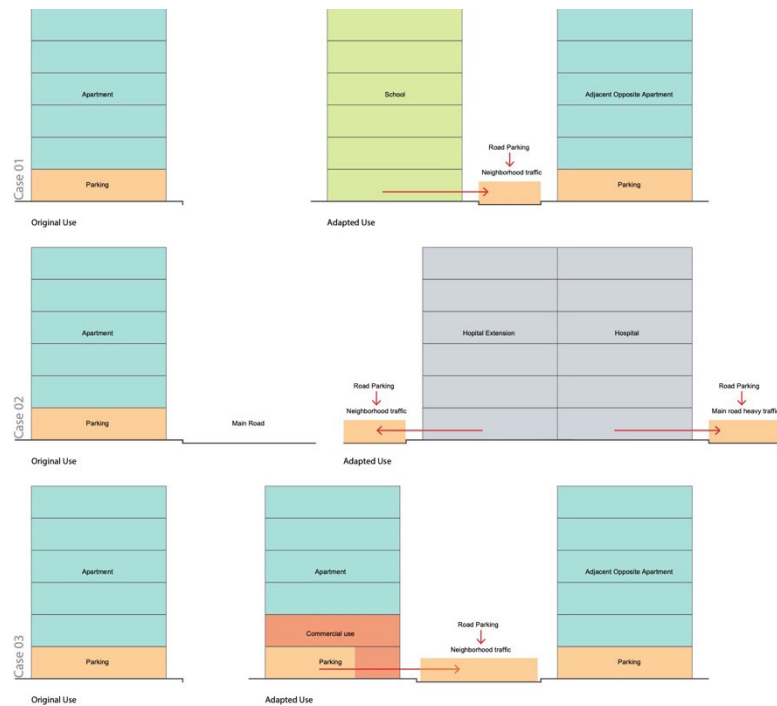 Case 01
Apartment
Parking
Original Use
School
Road Parking
Neighborhood traffic
Adjacent Opposite Apartment
Parking
Adapted Use
Case 02
Apartment
Parking
Main Road
Original Use
Road Parking
Neighborhood traffic
Hopital Extension
Hospital
Road Parking
Main road heavy traffic
Adapted Use
Case 03
Apartment
Parking
Original Use
Apartment
Commercial use
Parking
Road Parking
Neighborhood traffic
Adjacent Opposite Apartment
Parking
Adapted Use